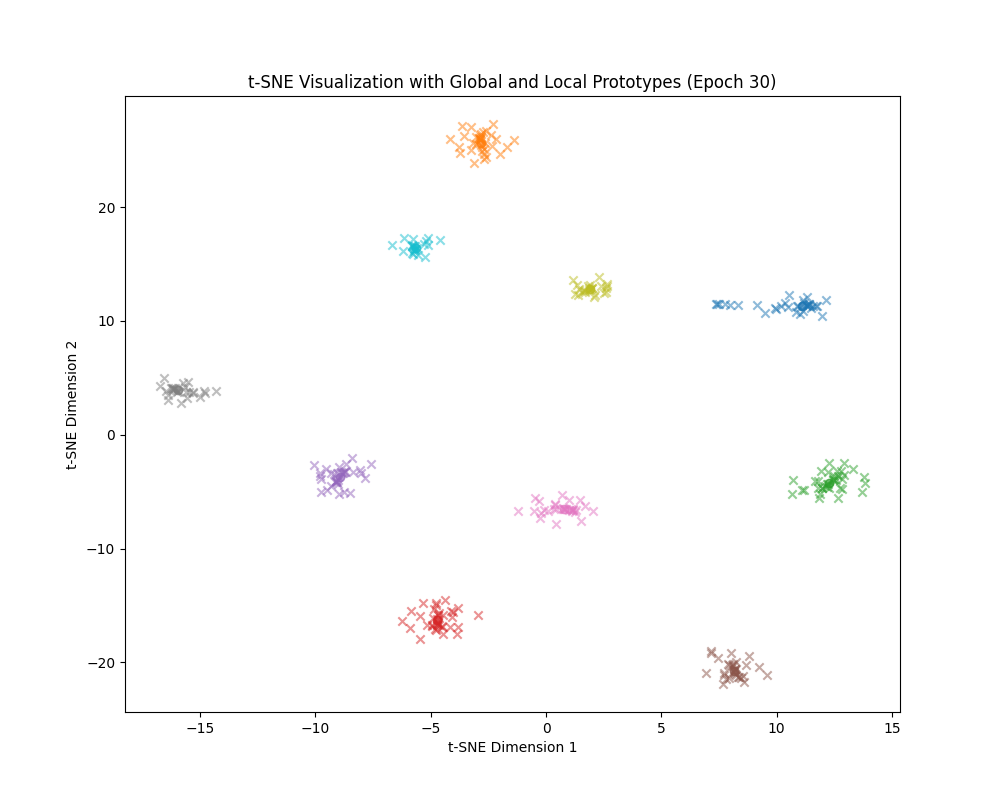 t-SNE Visualization with Global and Local Prototypes (Epoch 30)
t-SNE Dimension 2
20
10
0
−10
−20
−15 −10 −5 0 5 10 15
t-SNE Dimension 1